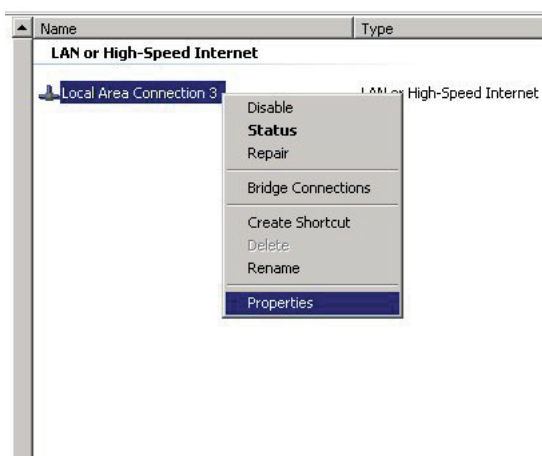 Name Type
LAN or High-Speed Internet
Local Area Connection 3 LAN or High-Speed Internet
Disable
Status
Repair
Bridge Connections
Create Shortcut
Delete
Rename
Properties